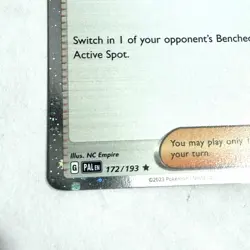 Switch in 1 of your opponent's Benched
Active Spot.
Illus. NC Empire
You may play only 1
G PAL EN 172/193 ★
your turn.
©2023 Pokémon